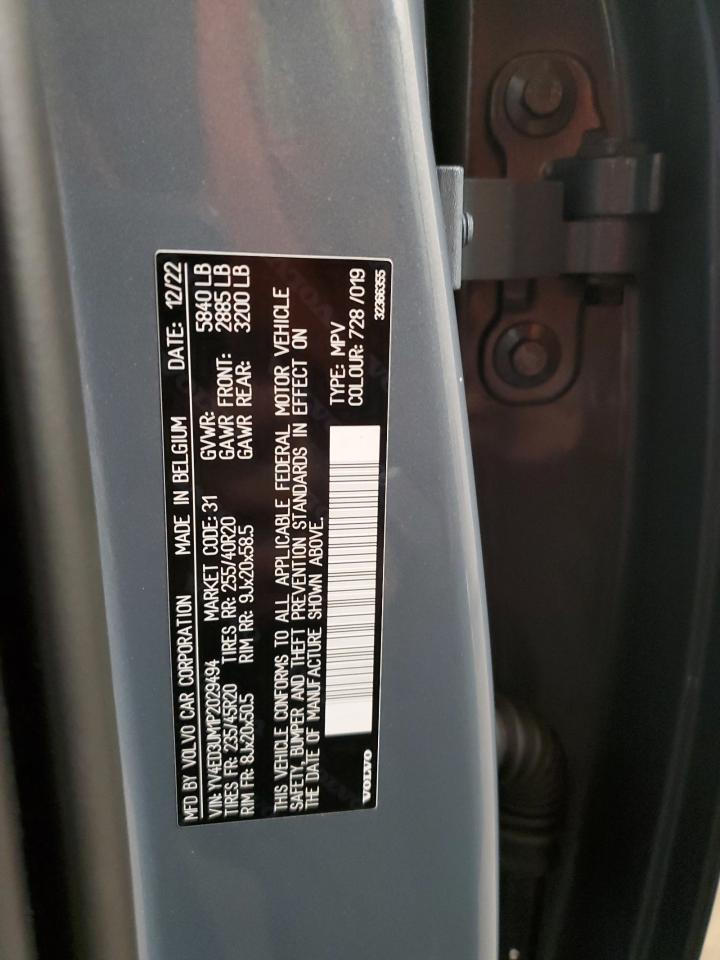 MFD BY VOLVO CAR CORPORATION MADE IN BELGIUM DATE: 12/22
VIN: YV4ED3UMP2029494 MARKET CODE: 31 GVWR: 5840 LB
TIRES FR: 235/45R20 TIRES RR: 255/40R20 GAWR FRONT: 2885 LB
RIM FR: 8Jx20x50.5 RIM RR: 9Jx20x58.5 GAWR REAR: 3200 LB
THIS VEHICLE CONFORMS TO ALL APPLICABLE FEDERAL MOTOR VEHICLE
SAFETY, BUMPER AND THEFT PREVENTION STANDARDS IN EFFECT ON
THE DATE OF MANUFACTURE SHOWN ABOVE.
TYPE: MPV
COLOUR: 728 /019
VOLVO 32366355